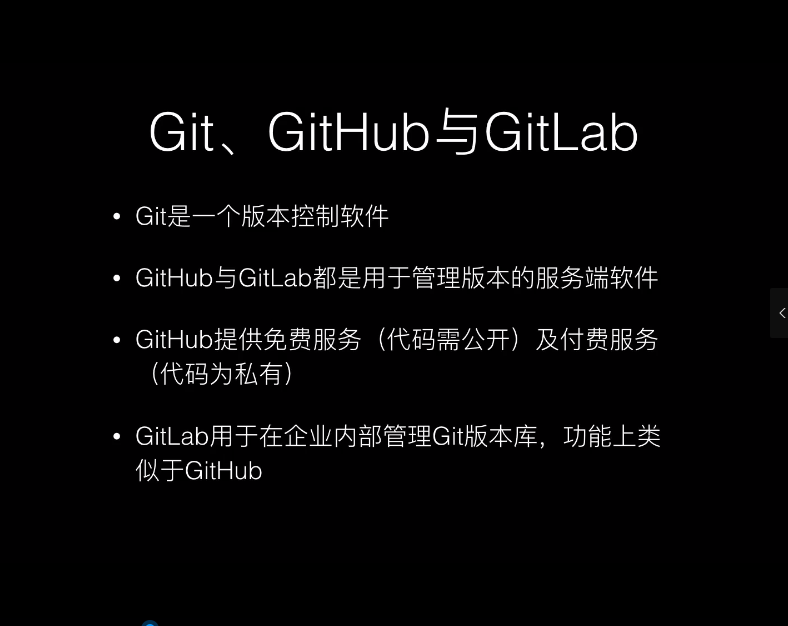 Git、GitHub与GitLab
• Git是一个版本控制软件
• GitHub与GitLab都是用于管理版本的服务端软件
• GitHub提供免费服务（代码需公开）及付费服务
（代码为私有）
• GitLab用于在企业内部管理Git版本库，功能上类
似于GitHub